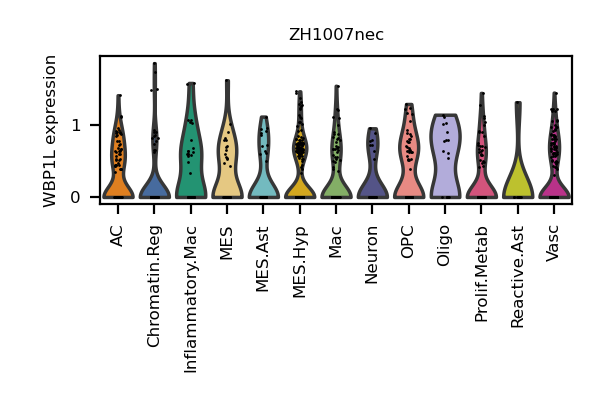 ZH1007nec
WBP1L expression
1
0
AC
Chromatin.Reg
Inflammatory.Mac
MES
MES.Ast
MES.Hyp
Mac
Neuron
OPC
Oligo
Prolif.Metab
Reactive.Ast
Vasc